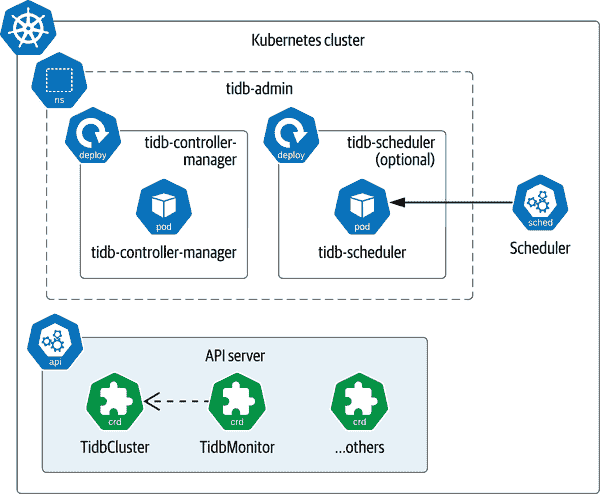 Kubernetes cluster
ns
tidb-admin
deploy
tidb-controller-
manager
pod
tidb-controller-manager
deploy
tidb-scheduler
(optional)
pod
tidb-scheduler
sched
Scheduler
api
API server
crd
TidbCluster
crd
TidbMonitor
crd
...others